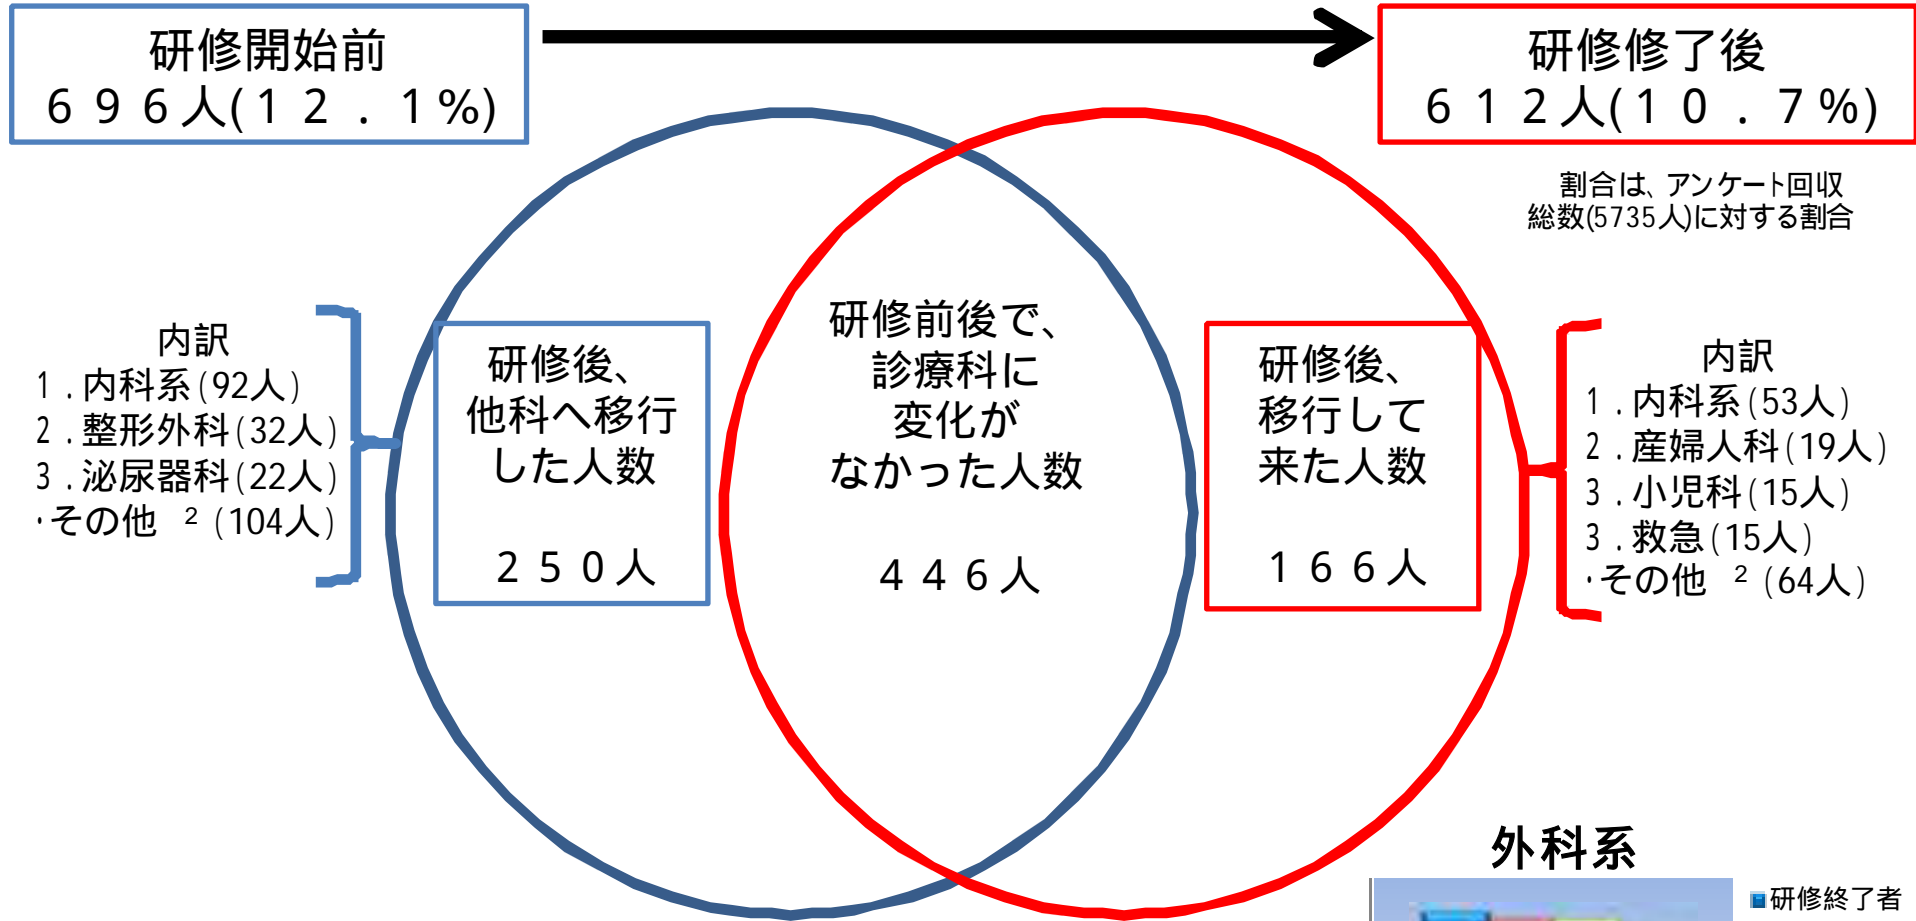 研修開始前
６９６人(１２．１%)
研修修了後
６１２人(１０．７%)
割合は、アンケート回収
総数(5735人)に対する割合
内訳
1．内科系(92人)
2．整形外科(32人)
3．泌尿器科(22人)
・その他 ² (104人)
研修後、
他科へ移行
した人数
２５０人
研修前後で、
診療科に
変化が
なかった人数
４４６人
研修後、
移行して
来た人数
１６６人
内訳
1．内科系(53人)
2．産婦人科(19人)
3．小児科(15人)
3．救急(15人)
・その他 ² (64人)
外科系
研修終了者